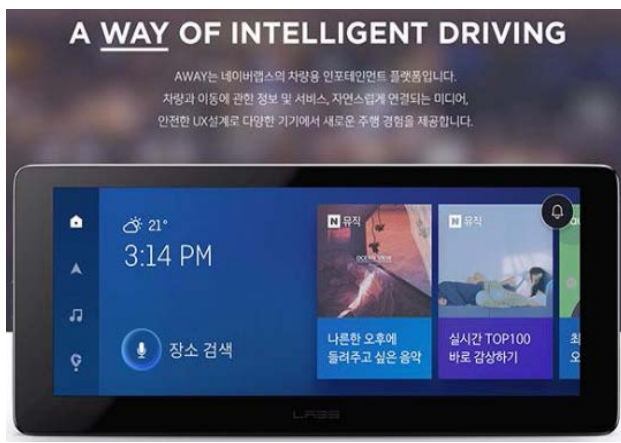 A WAY OF INTELLIGENT DRIVING
AWAY는 네이버랩스의 차량용 인포테인먼트 플랫폼입니다.
차량과 이동에 관한 정보 및 서비스, 자연스럽게 연결되는 미디어,
안전한 UX설계로 다양한 기기에서 새로운 주행 경험을 제공합니다.
21°
3:14 PM
장소 검색
N 뮤직
OCEAN VIEW
나른한 오후에
들려주고 싶은 음악
N 뮤직
실시간 TOP100
바로 감상하기
LABS